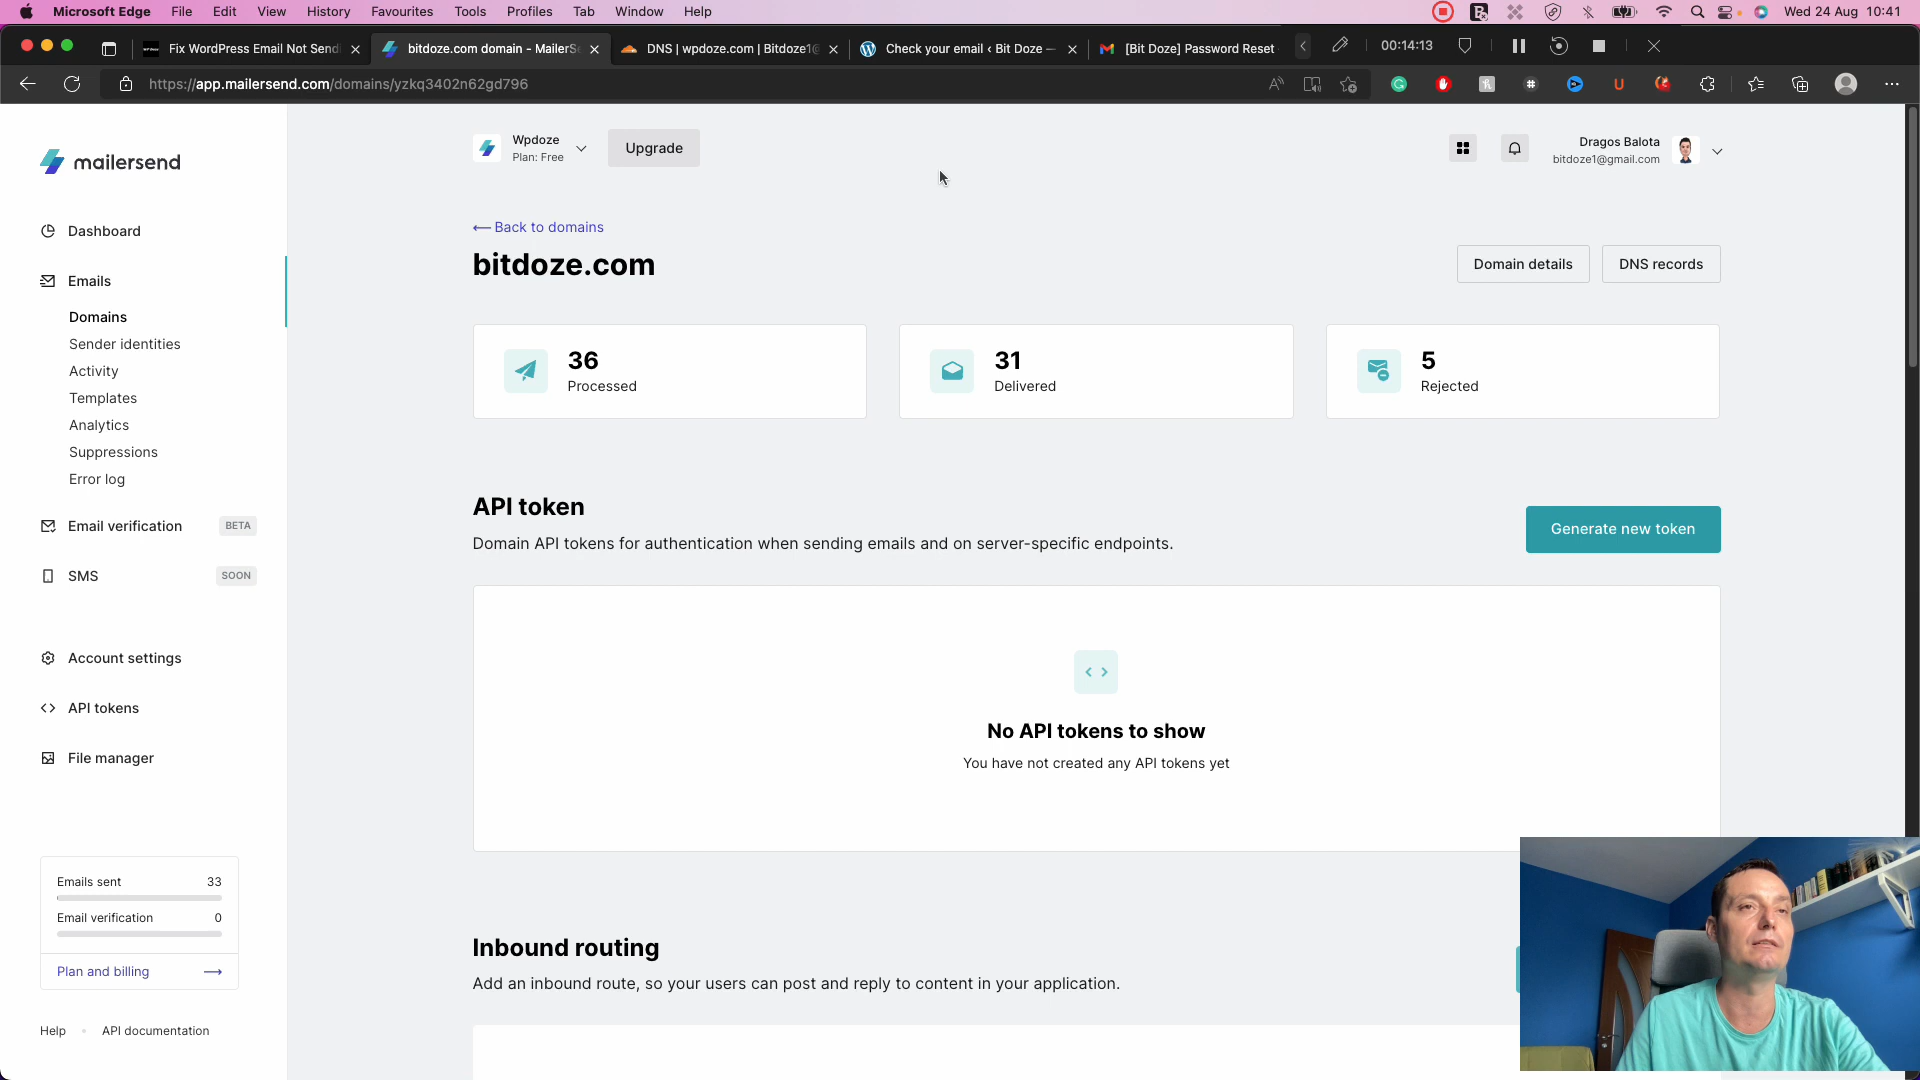 Microsoft Edge File Edit View History Favourites Tools Profiles Tab Window Help
Wed 24 Aug 10:41
Fix WordPress Email Not Sendi
bitdoze.com domain - MailerSe
DNS | wpdoze.com | Bitdoze1@
Check your email ‹ Bit Doze —
[Bit Doze] Password Reset
00:14:13
https://app.mailersend.com/domains/yzkq3402n62gd796
mailersend
Wpdoze
Plan: Free
Upgrade
Dragos Balota
bitdoze1@gmail.com
Dashboard
Emails
Domains
Sender identities
Activity
Templates
Analytics
Suppressions
Error log
Email verification BETA
SMS SOON
Account settings
API tokens
File manager
Emails sent 33
Email verification 0
Plan and billing
Help • API documentation
Back to domains
bitdoze.com
Domain details
DNS records
36
Processed
31
Delivered
5
Rejected
API token
Domain API tokens for authentication when sending emails and on server-specific endpoints.
Generate new token
No API tokens to show
You have not created any API tokens yet
Inbound routing
Add an inbound route, so your users can post and reply to content in your application.